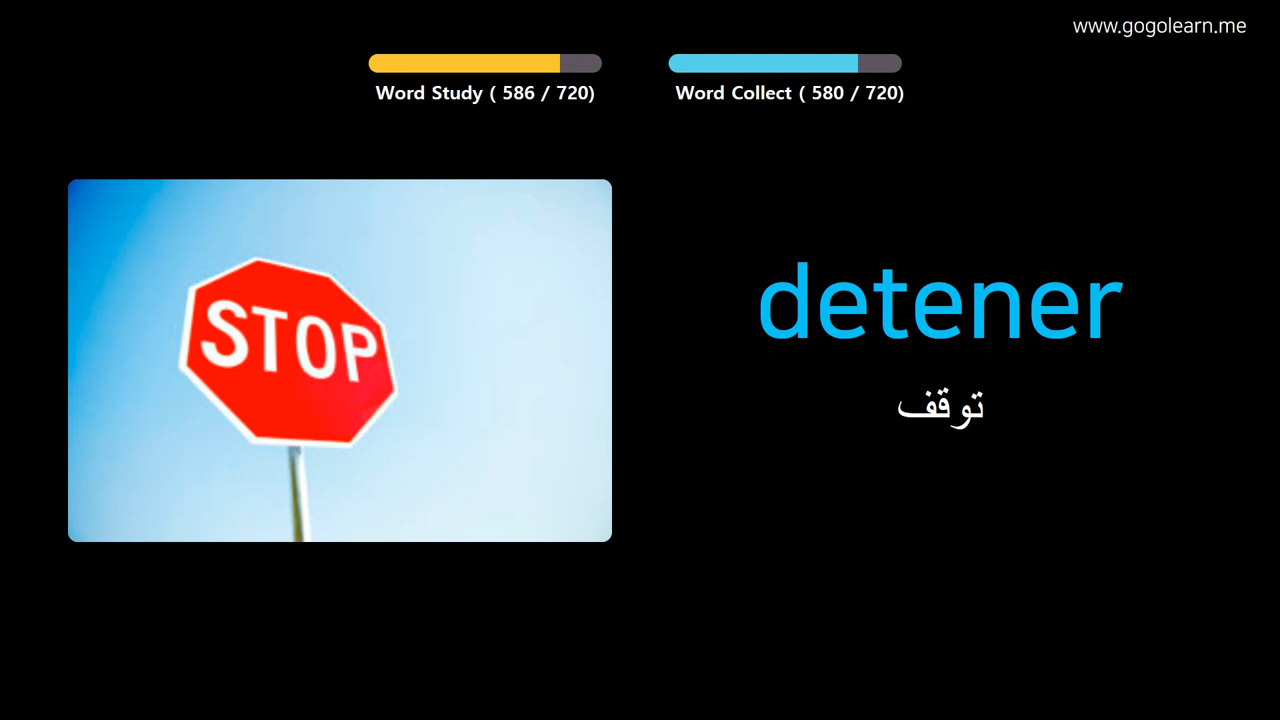 www.gogolearn.me
Word Study ( 586 / 720)
Word Collect ( 580 / 720)
STOP
detener
توقف